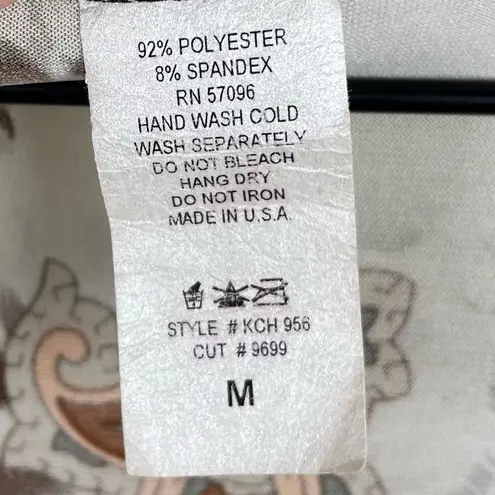 92% POLYESTER
8% SPANDEX
RN 57096
HAND WASH COLD
WASH SEPARATELY
DO NOT BLEACH
HANG DRY
DO NOT IRON
MADE IN U.S.A.
STYLE # KCH 956
CUT # 9699
M